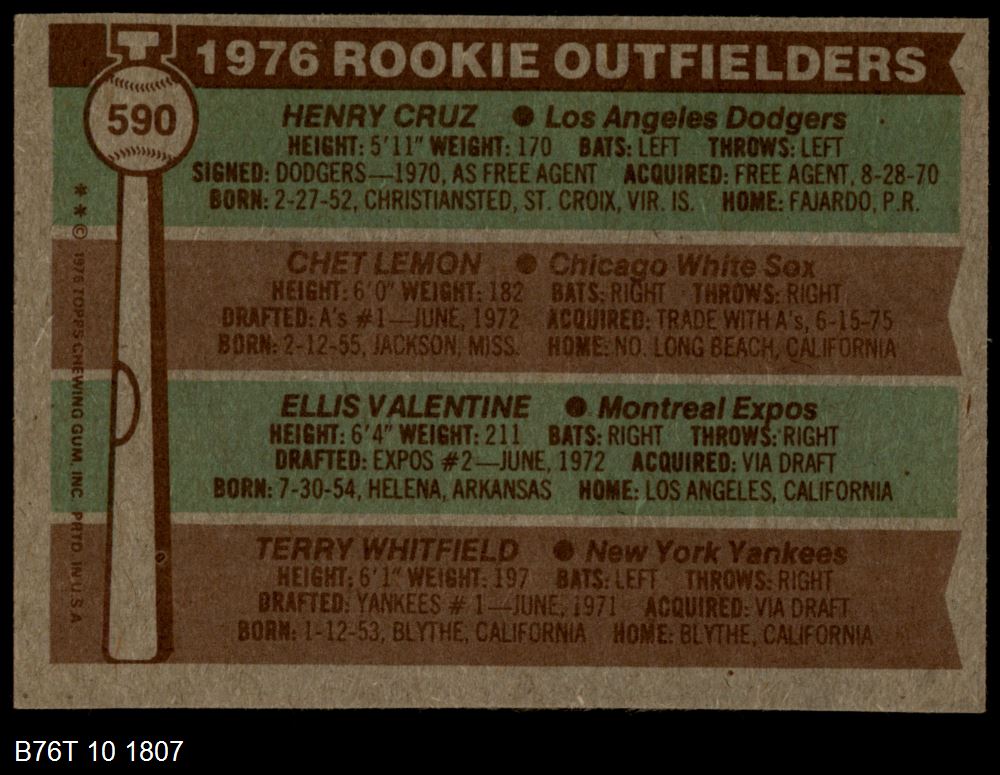 1976 ROOKIE OUTFIELDERS
590
HENRY CRUZ ● Los Angeles Dodgers
HEIGHT: 5'11" WEIGHT: 170 BATS: LEFT THROWS: LEFT
SIGNED: DODGERS—1970, AS FREE AGENT ACQUIRED: FREE AGENT, 8-28-70
BORN: 2-27-52, CHRISTIANSTED, ST. CROIX, VIR. IS. HOME: FAJARDO, P.R.
CHET LEMON ● Chicago White Sox
HEIGHT: 6'0" WEIGHT: 182 BATS: RIGHT THROWS: RIGHT
DRAFTED: A's #1—JUNE, 1972 ACQUIRED: TRADE WITH A's, 6-15-75
BORN: 2-12-55, JACKSON, MISS. HOME: NO. LONG BEACH, CALIFORNIA
ELLIS VALENTINE ● Montreal Expos
HEIGHT: 6'4" WEIGHT: 211 BATS: RIGHT THROWS: RIGHT
DRAFTED: EXPOS #2—JUNE, 1972 ACQUIRED: VIA DRAFT
BORN: 7-30-54, HELENA, ARKANSAS HOME: LOS ANGELES, CALIFORNIA
TERRY WHITFIELD ● New York Yankees
HEIGHT: 6'1" WEIGHT: 197 BATS: LEFT THROWS: RIGHT
DRAFTED: YANKEES # 1—JUNE, 1971 ACQUIRED: VIA DRAFT
BORN: 1-12-53, BLYTHE, CALIFORNIA HOME: BLYTHE, CALIFORNIA
* * © 1976 TOPPS CHEWING GUM, INC. PRTD. IN U.S.A.
T
B76T 10 1807